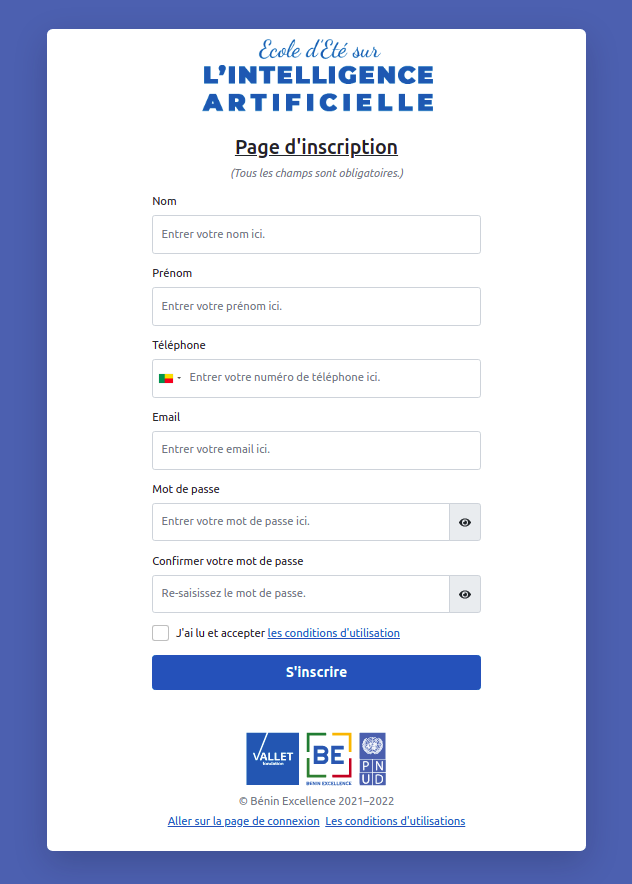 Ecole d'Eté sur
L'INTELLIGENCE
ARTIFICIELLE
Page d'inscription
(Tous les champs sont obligatoires.)
Nom
Entrer votre nom ici.
Prénom
Entrer votre prénom ici.
Téléphone
Entrer votre numéro de téléphone ici.
Email
Entrer votre email ici.
Mot de passe
Entrer votre mot de passe ici.
Confirmer votre mot de passe
Re-saisissez le mot de passe.
J'ai lu et accepter les conditions d'utilisation
S'inscrire
VALLET
fondation
BE
BENIN EXCELLENCE
P N
U D
© Bénin Excellence 2021–2022
Aller sur la page de connexion Les conditions d'utilisations